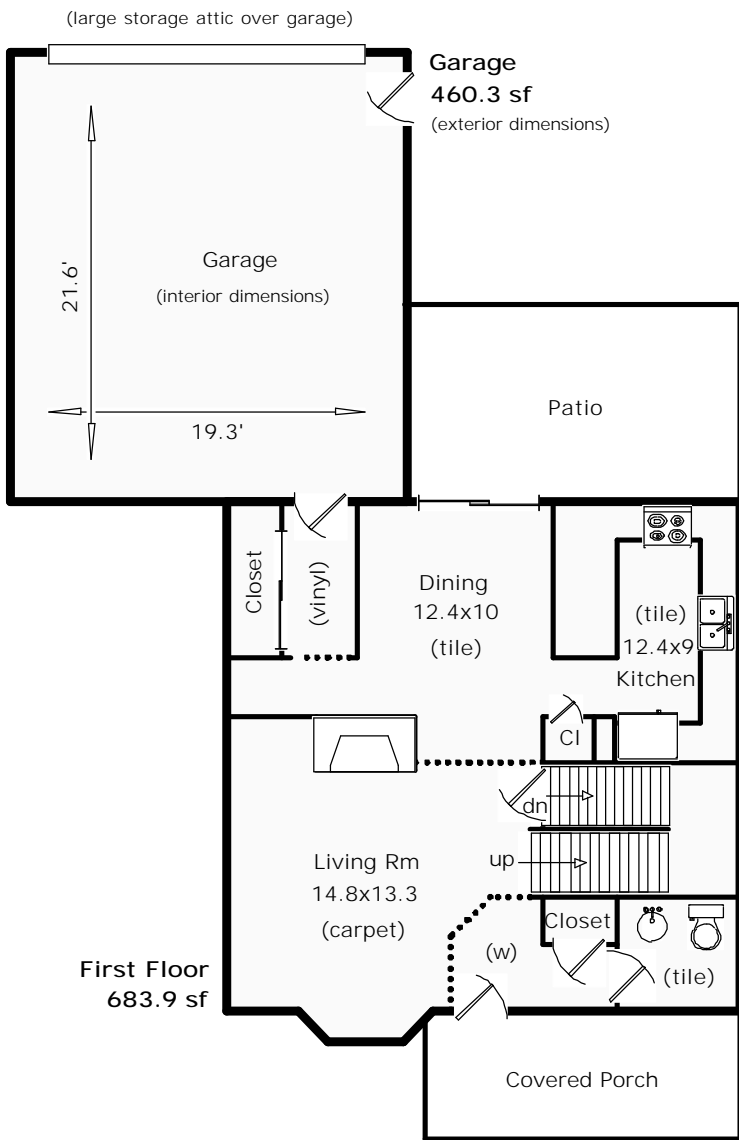 (large storage attic over garage)
Garage
460.3 sf
(exterior dimensions)
Garage
(interior dimensions)
21.6'
19.3'
Patio
Closet
(vinyl)
Dining
12.4x10
(tile)
(tile)
12.4x9
Kitchen
Cl
dn
up
Living Rm
14.8x13.3
(carpet)
Closet
(w)
(tile)
First Floor
683.9 sf
Covered Porch